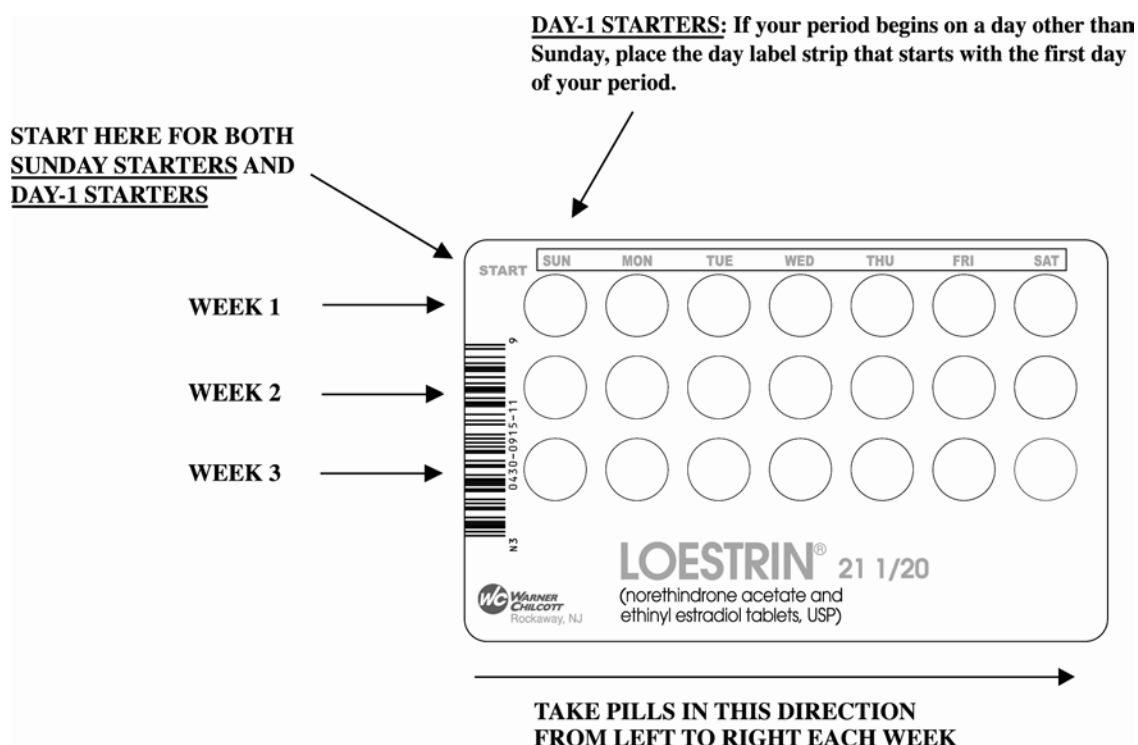 DAY-1 STARTERS: If your period begins on a day other than
Sunday, place the day label strip that starts with the first day
of your period.
START HERE FOR BOTH
SUNDAY STARTERS AND
DAY-1 STARTERS
START SUN MON TUE WED THU FRI SAT
WEEK 1
WEEK 2
WEEK 3
9
0430-0915-11
N3
LOESTRIN® 21 1/20
(norethindrone acetate and
ethinyl estradiol tablets, USP)
WC WARNER
CHILCOTT
Rockaway, NJ
TAKE PILLS IN THIS DIRECTION
FROM LEFT TO RIGHT EACH WEEK